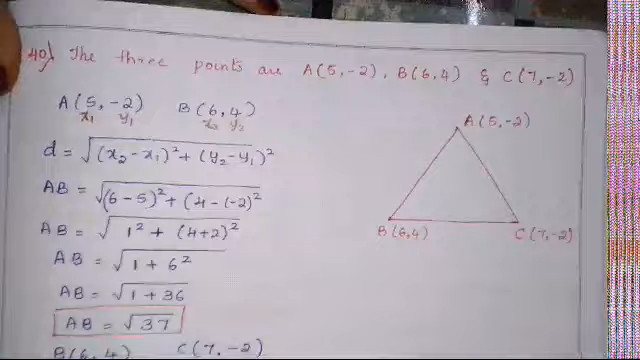 40) The three points are A(5,-2), B(6,4) & C(7,-2)
A(5,-2) B(6,4)
x₁ y₁ x₂ y₂
d = √(x₂-x₁)²+(y₂-y₁)²
AB = √(6-5)²+(4-(-2)²
AB = √1²+(4+2)²
AB = √1+6²
AB = √1+36
AB = √37
B(6,4) C(7,-2)
A(5,-2)
B(6,4) C(7,-2)